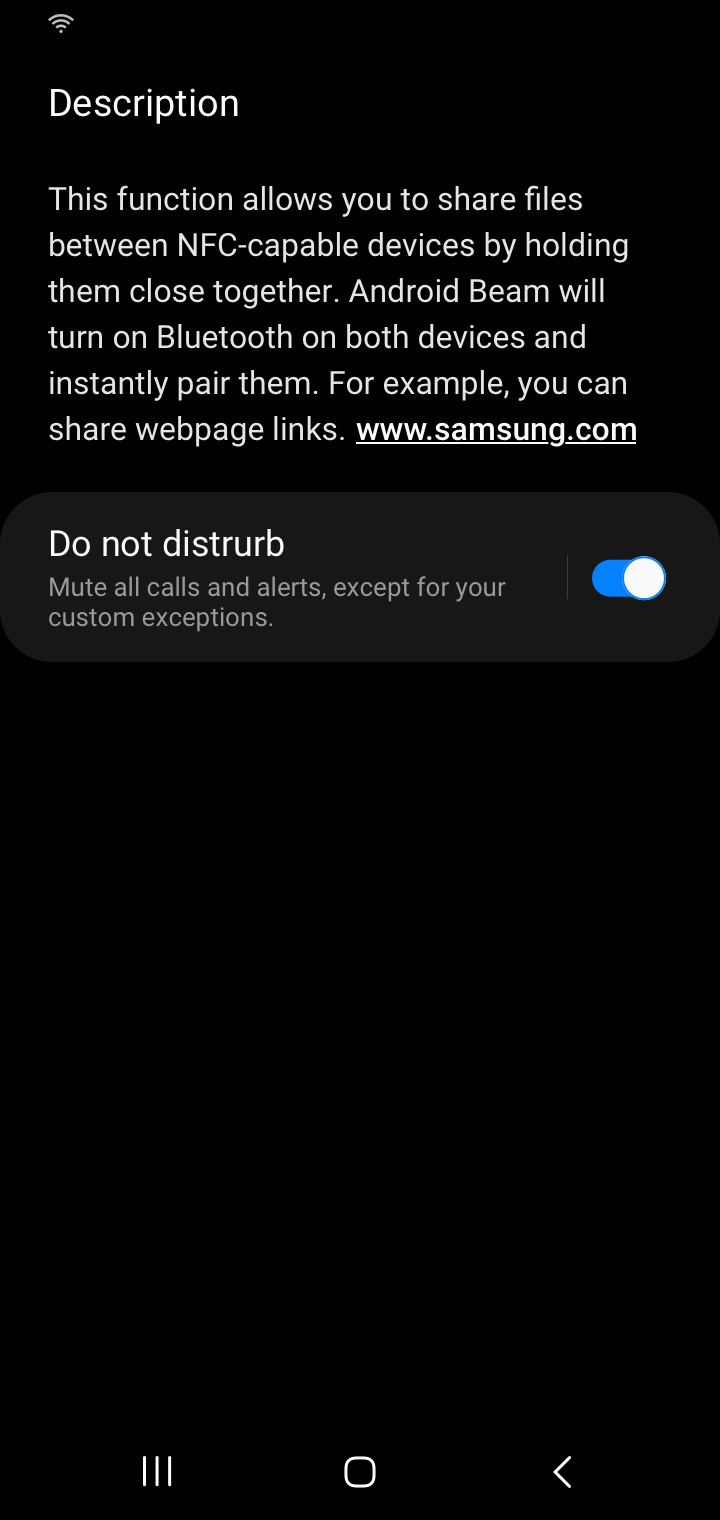 Description
This function allows you to share files
between NFC-capable devices by holding
them close together. Android Beam will
turn on Bluetooth on both devices and
instantly pair them. For example, you can
share webpage links. www.samsung.com
Do not distrurb
Mute all calls and alerts, except for your
custom exceptions.